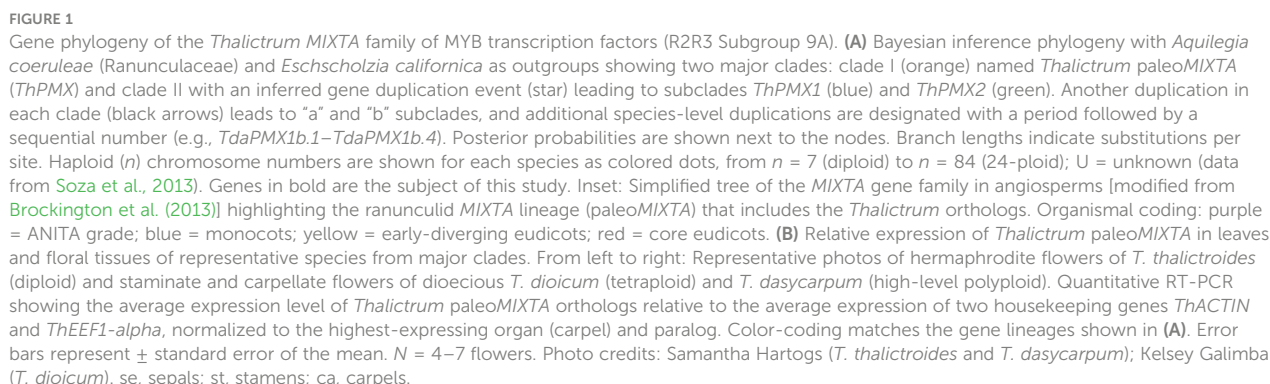 FIGURE 1
Gene phylogeny of the Thalictrum MIXTA family of MYB transcription factors (R2R3 Subgroup 9A). (A) Bayesian inference phylogeny with Aquilegia
coeruleae (Ranunculaceae) and Eschscholzia californica as outgroups showing two major clades: clade I (orange) named Thalictrum paleoMIXTA
(ThPMX) and clade II with an inferred gene duplication event (star) leading to subclades ThPMX1 (blue) and ThPMX2 (green). Another duplication in
each clade (black arrows) leads to “a” and “b” subclades, and additional species-level duplications are designated with a period followed by a
sequential number (e.g., TdaPMX1b.1–TdaPMX1b.4). Posterior probabilities are shown next to the nodes. Branch lengths indicate substitutions per
site. Haploid (n) chromosome numbers are shown for each species as colored dots, from n = 7 (diploid) to n = 84 (24-ploid); U = unknown (data
from Soza et al., 2013). Genes in bold are the subject of this study. Inset: Simplified tree of the MIXTA gene family in angiosperms [modified from
Brockington et al. (2013)] highlighting the ranunculid MIXTA lineage (paleoMIXTA) that includes the Thalictrum orthologs. Organismal coding: purple
= ANITA grade; blue = monocots; yellow = early-diverging eudicots; red = core eudicots. (B) Relative expression of Thalictrum paleoMIXTA in leaves
and floral tissues of representative species from major clades. From left to right: Representative photos of hermaphrodite flowers of T. thalictroides
(diploid) and staminate and carpellate flowers of dioecious T. dioicum (tetraploid) and T. dasycarpum (high-level polyploid). Quantitative RT-PCR
showing the average expression level of Thalictrum paleoMIXTA orthologs relative to the average expression of two housekeeping genes ThACTIN
and ThEEF1-alpha, normalized to the highest-expressing organ (carpel) and paralog. Color-coding matches the gene lineages shown in (A). Error
bars represent ± standard error of the mean. N = 4–7 flowers. Photo credits: Samantha Hartogs (T. thalictroides and T. dasycarpum); Kelsey Galimba
(T. dioicum). se, sepals; st, stamens; ca, carpels.